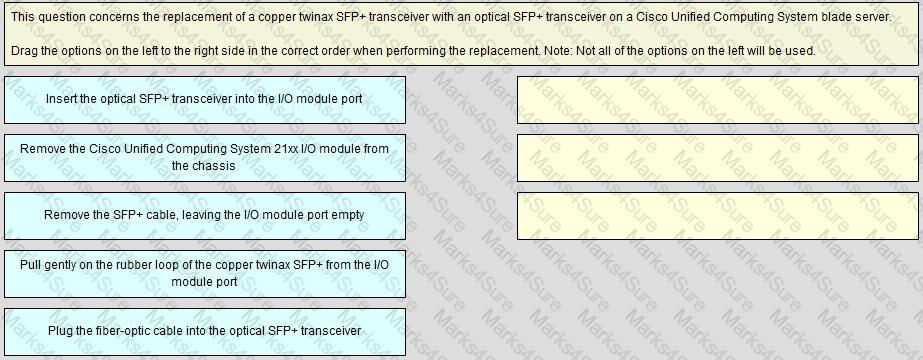 This question concerns the replacement of a copper twinax SFP+ transceiver with an optical SFP+ transceiver on a Cisco Unified Computing System blade server.
Drag the options on the left to the right side in the correct order when performing the replacement. Note: Not all of the options on the left will be used.
Insert the optical SFP+ transceiver into the I/O module port
Remove the Cisco Unified Computing System 21xx I/O module from
the chassis
Remove the SFP+ cable, leaving the I/O module port empty
Pull gently on the rubber loop of the copper twinax SFP+ from the I/O
module port
Plug the fiber-optic cable into the optical SFP+ transceiver
Marks4Sure